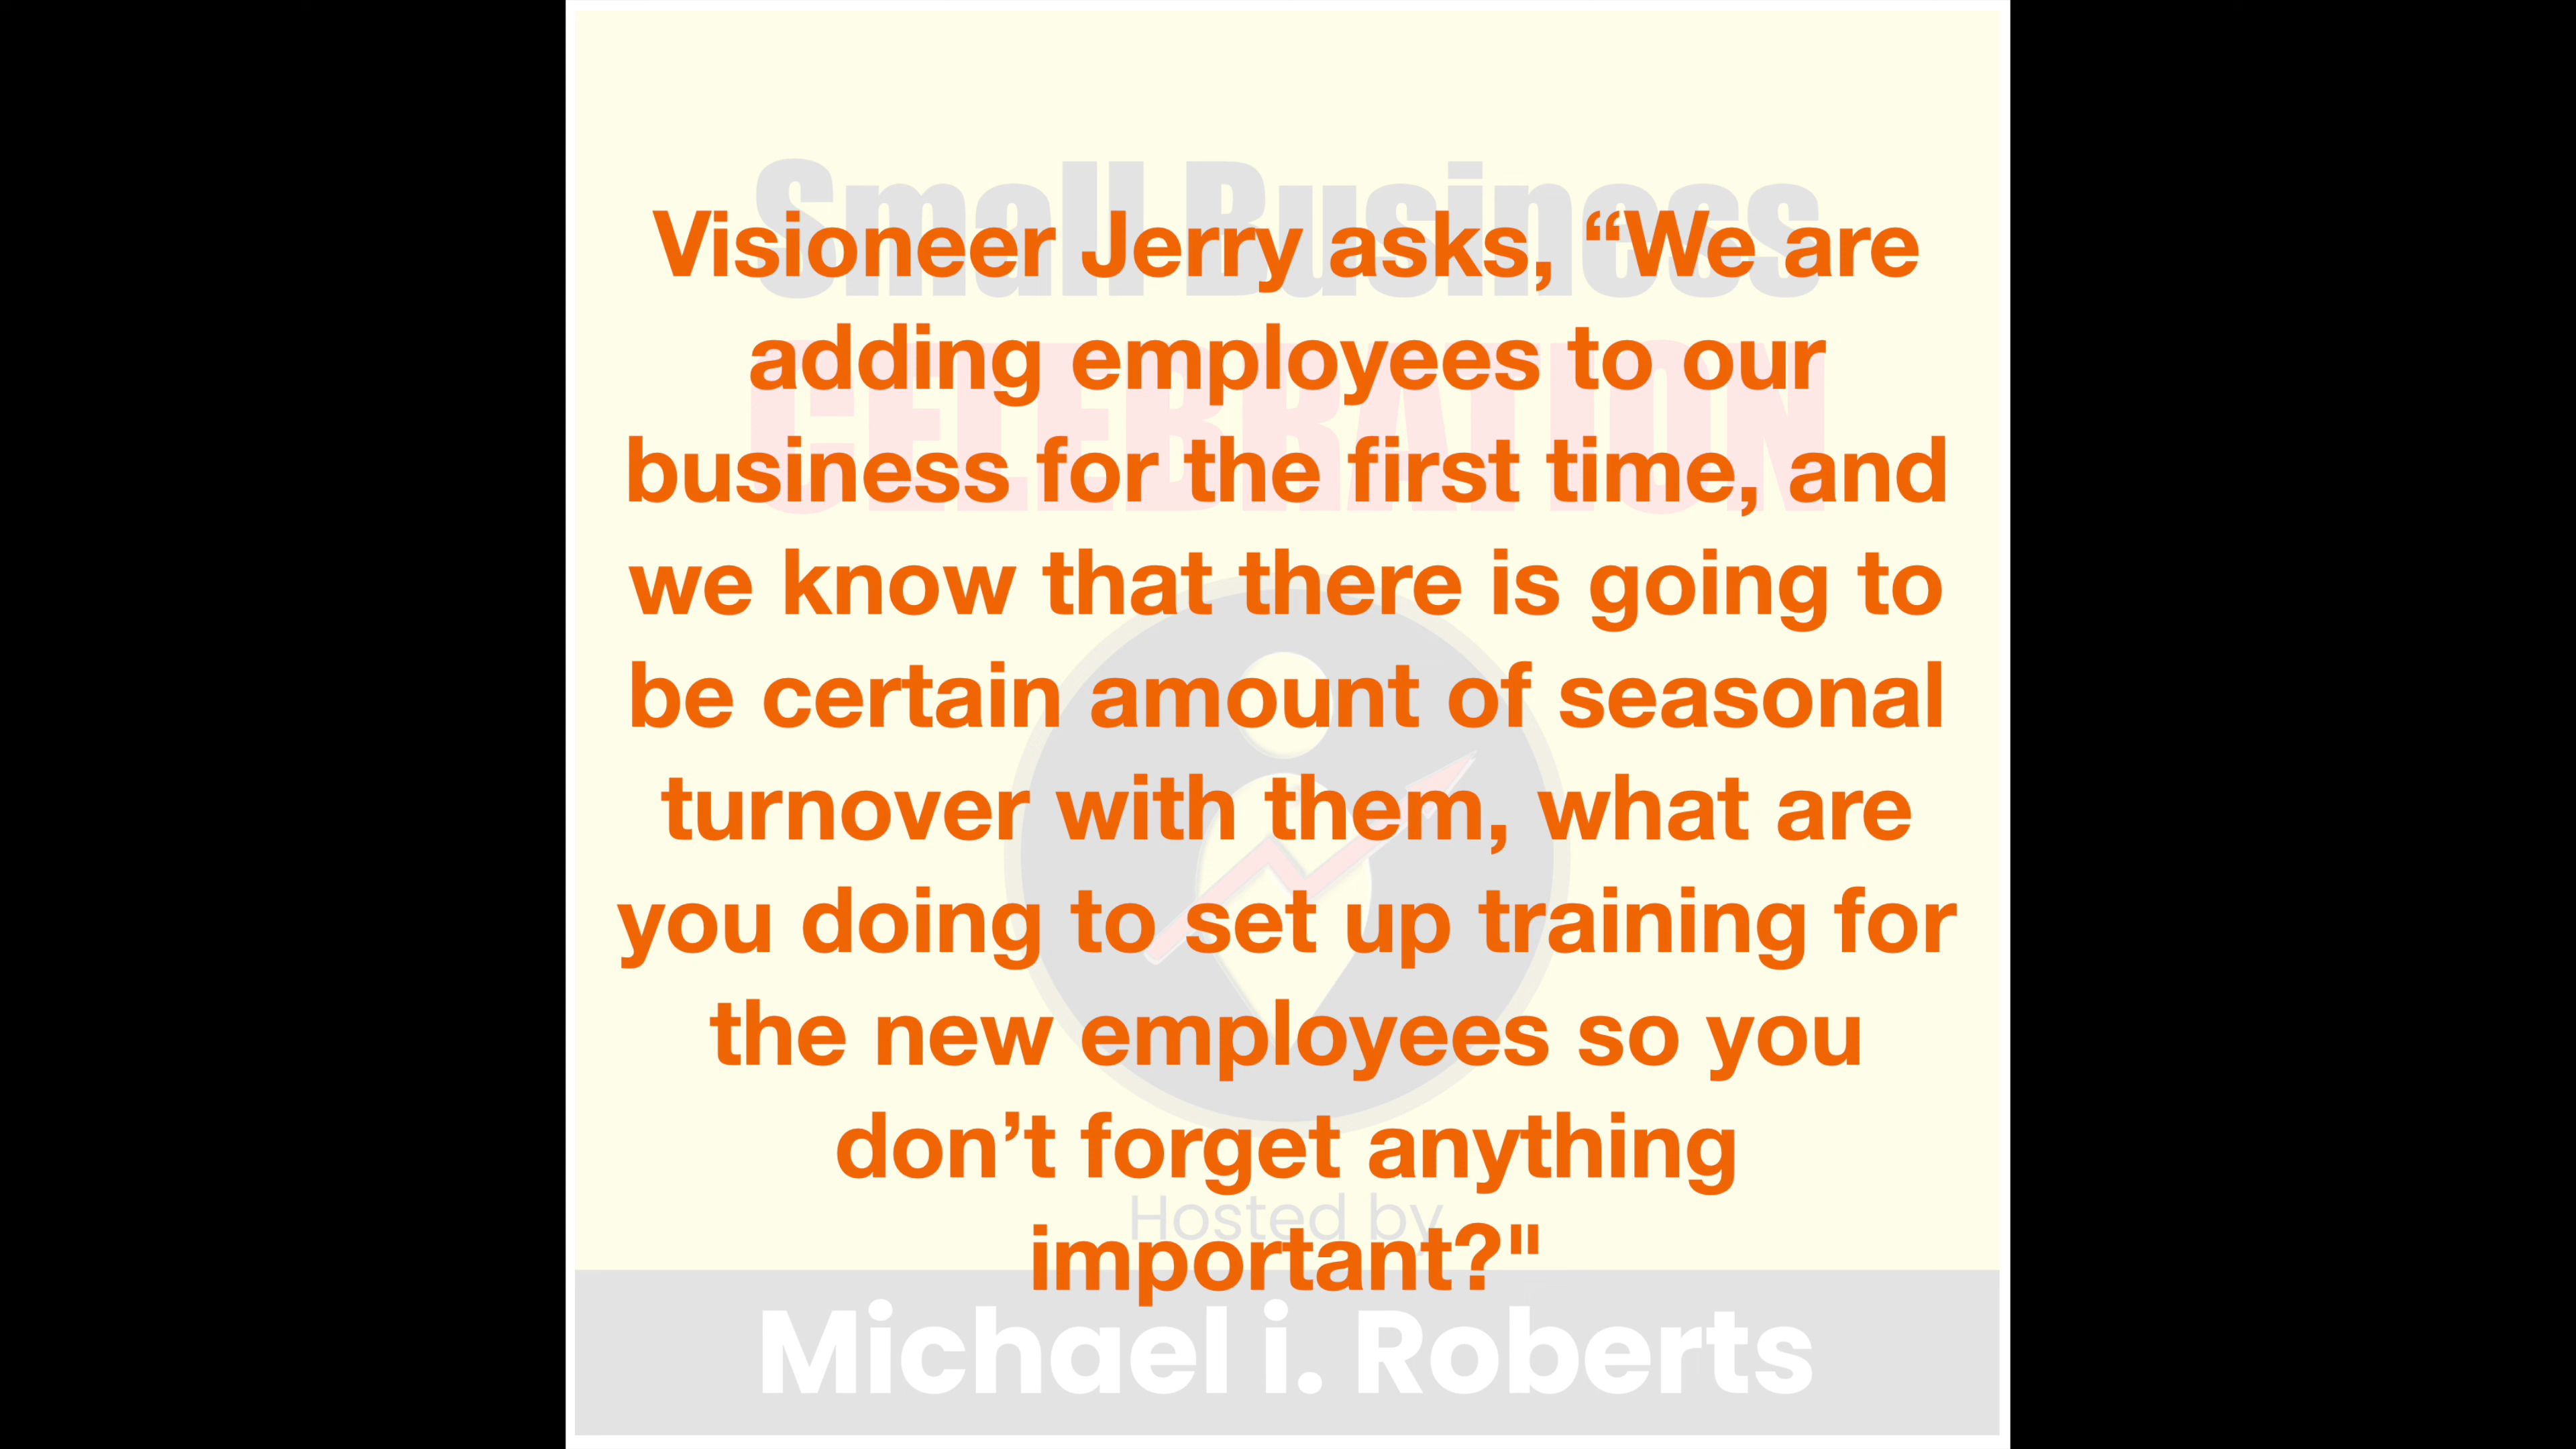 Small Business
CELEBRATION
Visioneer Jerry asks, “We are
adding employees to our
business for the first time, and
we know that there is going to
be certain amount of seasonal
turnover with them, what are
you doing to set up training for
the new employees so you
don’t forget anything
important?"
Hosted by
Michael i. Roberts